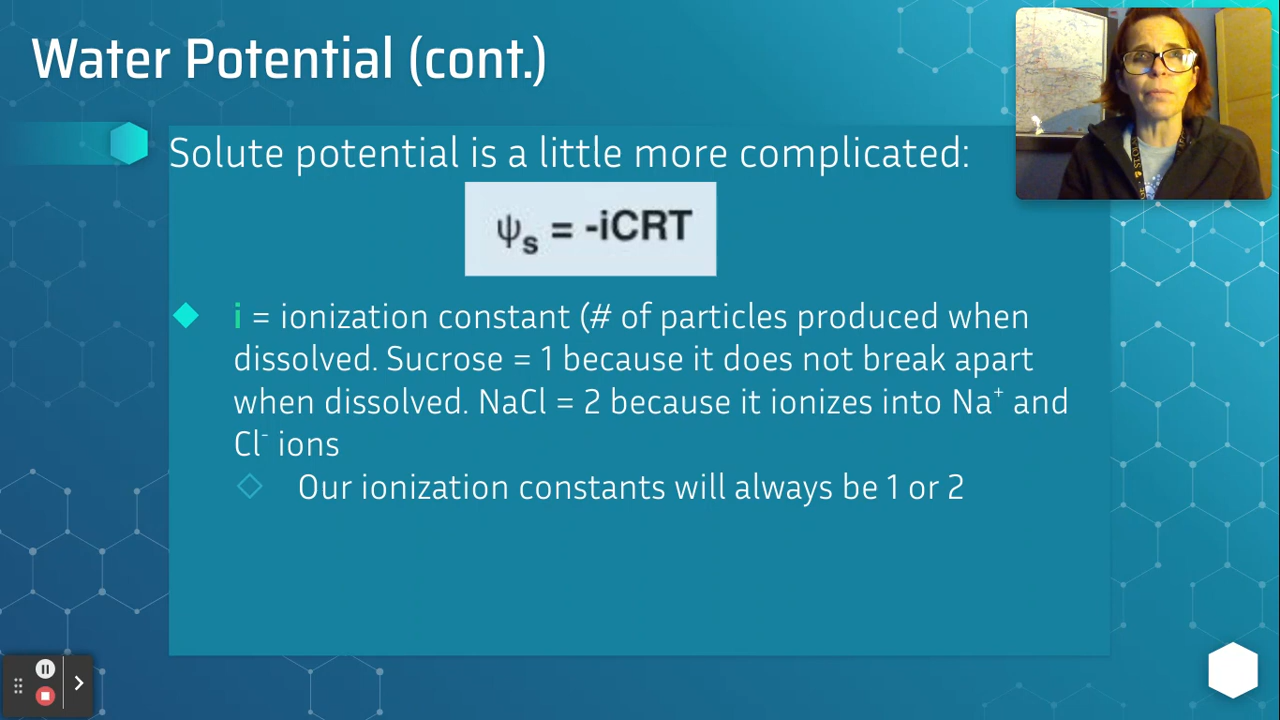 Water Potential (cont.)
Solute potential is a little more complicated:
ψs = -iCRT
i = ionization constant (# of particles produced when
dissolved. Sucrose = 1 because it does not break apart
when dissolved. NaCl = 2 because it ionizes into Na⁺ and
Cl⁻ ions
Our ionization constants will always be 1 or 2